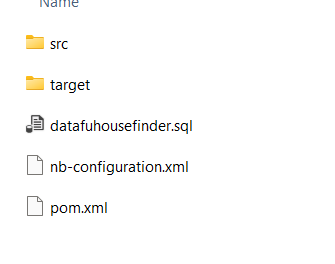 Name
src
target
datafuhousefinder.sql
nb-configuration.xml
pom.xml